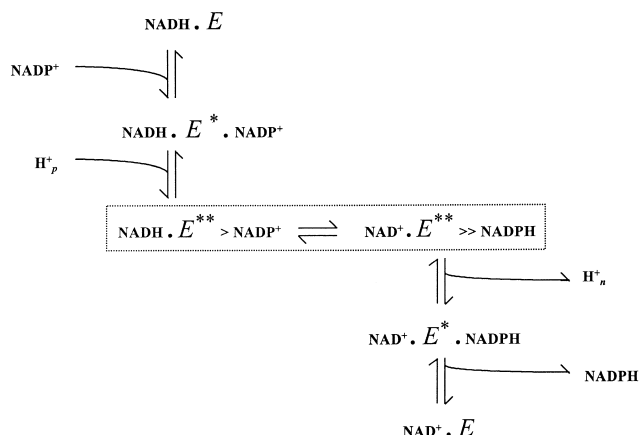 NADH . E
NADP⁺
NADH . E * . NADP⁺
H⁺p
NADH . E** > NADP⁺ NAD⁺ . E** >> NADPH
H⁺n
NAD⁺ . E* . NADPH
NADPH
NAD⁺ . E